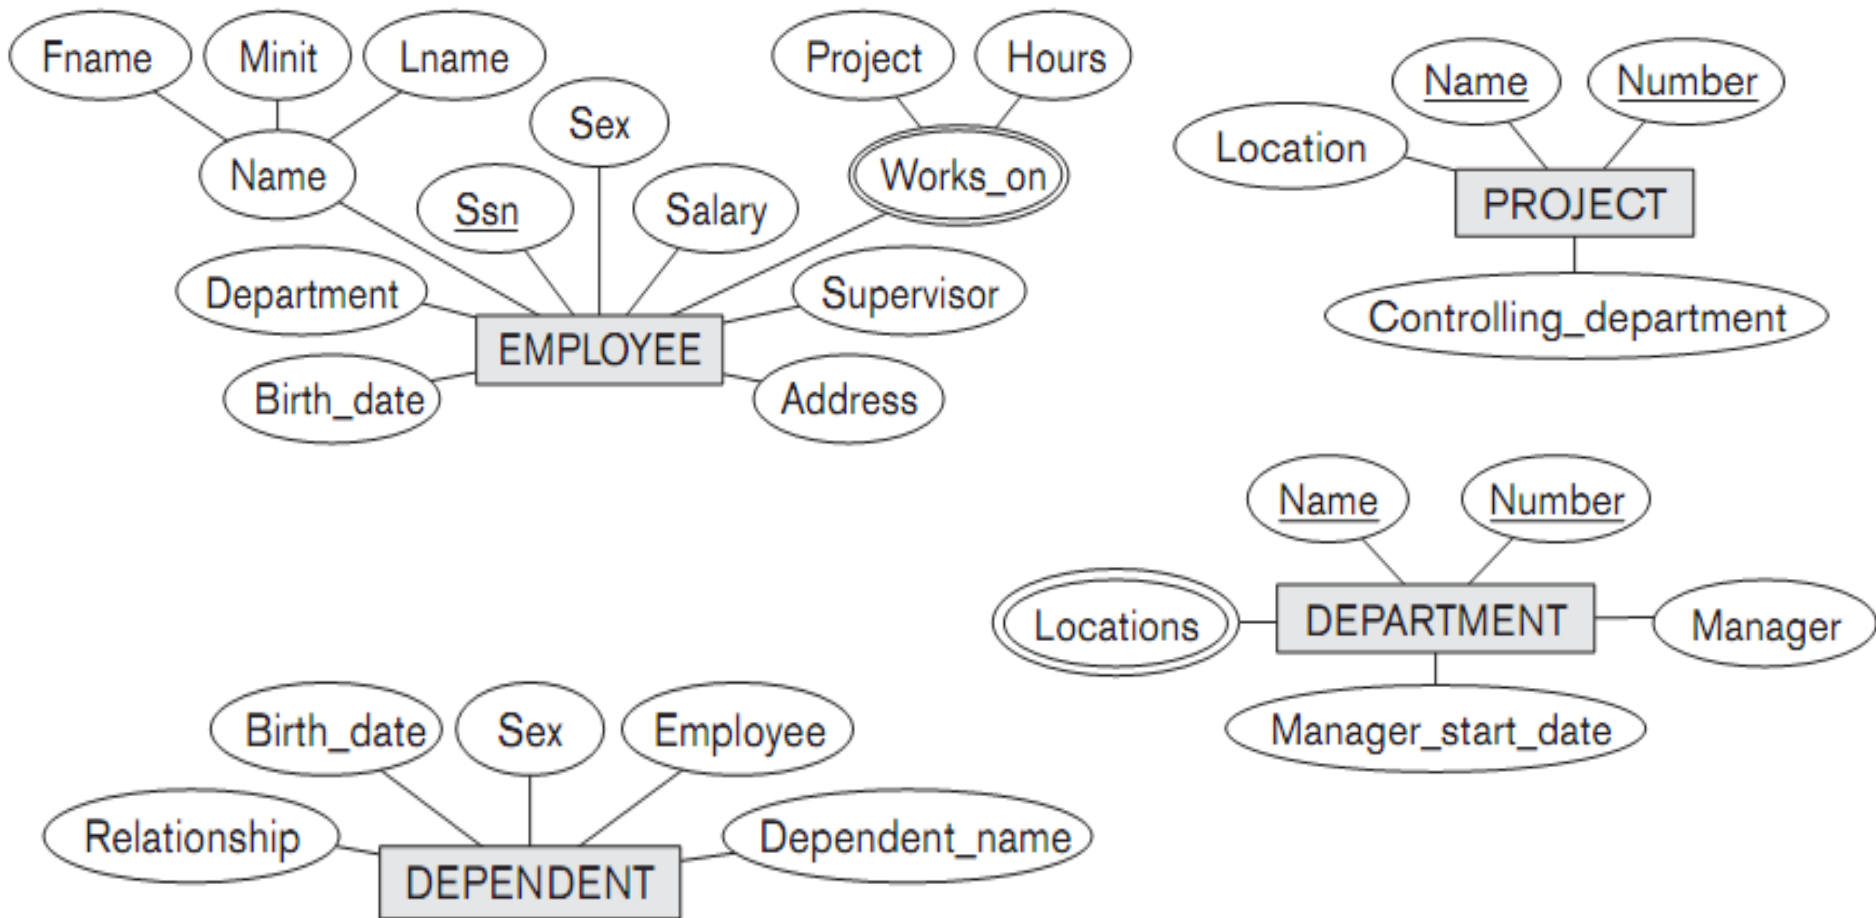 Fname
Minit
Lname
Project
Hours
Name
Number
Sex
Location
Name
Works_on
Ssn
Salary
PROJECT
Department
Supervisor
Controlling_department
EMPLOYEE
Birth_date
Address
Name
Number
Locations
DEPARTMENT
Manager
Manager_start_date
Birth_date
Sex
Employee
Relationship
Dependent_name
DEPENDENT